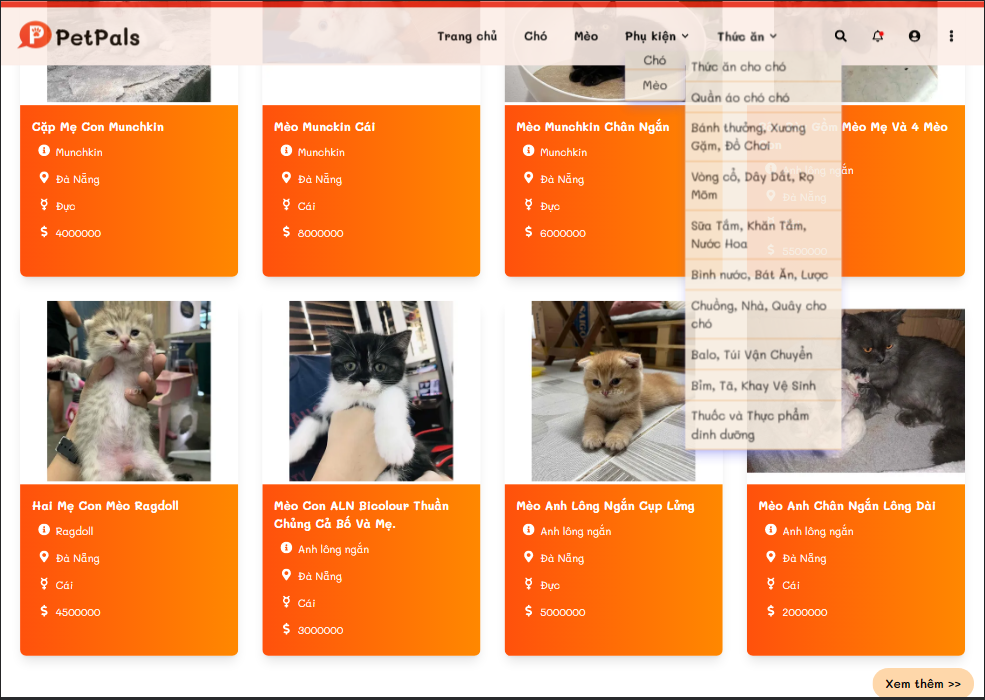 PetPals
Trang chủ
Chó
Mèo
Phụ kiện
Thức ăn
Chó
Mèo
Thức ăn cho chó
Quần áo chó chó
Bánh thưởng, Xương
Gặm, Đồ Chơi
Vòng cổ, Dây Dắt, Rọ
Mõm
Sữa Tắm, Khăn Tắm,
Nước Hoa
Bình nước, Bát Ăn, Lược
Chuồng, Nhà, Quây cho
chó
Balo, Túi Vận Chuyển
Bỉm, Tã, Khay Vệ Sinh
Thuốc và Thực phẩm
dinh dưỡng
Cặp Mẹ Con Munchkin
Munchkin
Đà Nẵng
Đực
4000000
Mèo Munckin Cái
Munchkin
Đà Nẵng
Cái
8000000
Mèo Munchkin Chân Ngắn
Munchkin
Đà Nẵng
Đực
6000000
Gồm Mèo Mẹ Và 4 Mèo
ngắn
Đà Nẵng
Hai Mẹ Con Mèo Ragdoll
Ragdoll
Đà Nẵng
Cái
4500000
Mèo Con ALN Bicolour Thuần
Chủng Cả Bố Và Mẹ.
Anh lông ngắn
Đà Nẵng
Cái
3000000
Mèo Anh Lông Ngắn Cụp Lửng
Anh lông ngắn
Đà Nẵng
Đực
5000000
Mèo Anh Chân Ngắn Lông Dài
Anh lông ngắn
Đà Nẵng
Cái
2000000
Xem thêm >>